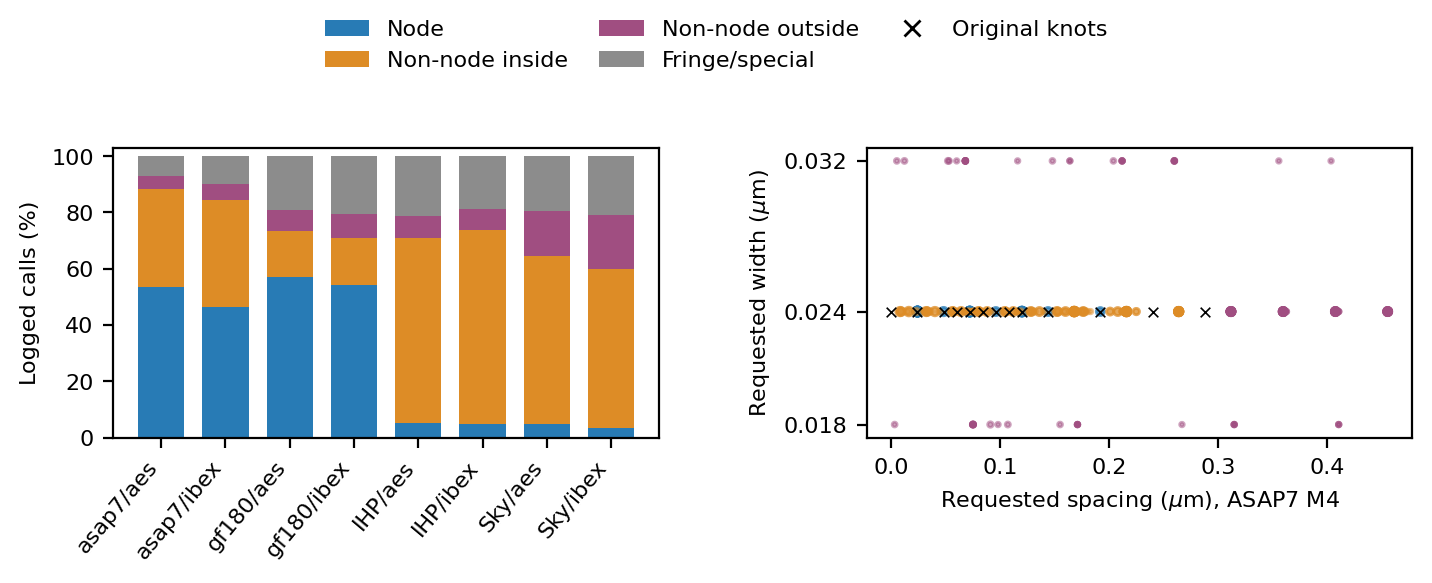 Node
Non-node inside
Non-node outside
Fringe/special
Original knots
Logged calls (%)
100
80
60
40
20
0
asap7/aes
asap7/ibex
gf180/aes
gf180/ibex
IHP/aes
IHP/ibex
Sky/aes
Sky/ibex
Requested width (μm)
0.032
0.024
0.018
0.0
0.1
0.2
0.3
0.4
Requested spacing (μm), ASAP7 M4